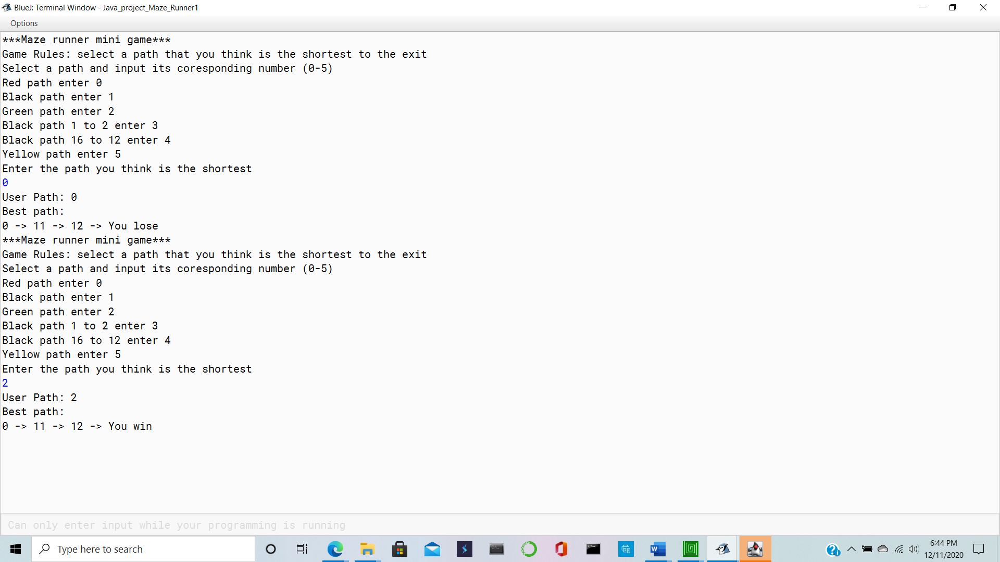 BlueJ: Terminal Window - Java_project_Maze_Runner1
Options
***Maze runner mini game***
Game Rules: select a path that you think is the shortest to the exit
Select a path and input its coresponding number (0-5)
Red path enter 0
Black path enter 1
Green path enter 2
Black path 1 to 2 enter 3
Black path 16 to 12 enter 4
Yellow path enter 5
Enter the path you think is the shortest
0
User Path: 0
Best path:
0 -> 11 -> 12 -> You lose
***Maze runner mini game***
Game Rules: select a path that you think is the shortest to the exit
Select a path and input its coresponding number (0-5)
Red path enter 0
Black path enter 1
Green path enter 2
Black path 1 to 2 enter 3
Black path 16 to 12 enter 4
Yellow path enter 5
Enter the path you think is the shortest
2
User Path: 2
Best path:
0 -> 11 -> 12 -> You win
Can only enter input while your programming is running
Type here to search
6:44 PM
12/11/2020